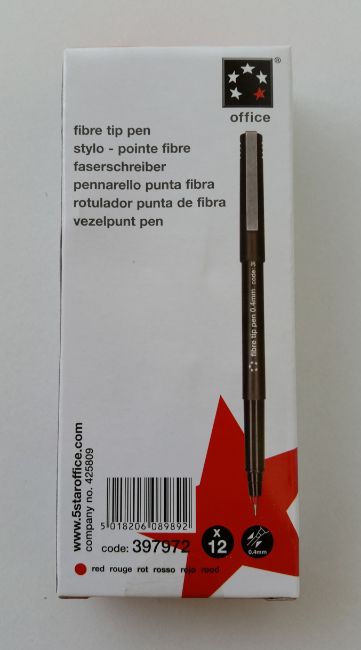 ®
office
fibre tip pen
stylo - pointe fibre
faserschreiber
pennarello punta fibra
rotulador punta de fibra
vezelpunt pen
fibre tip pen 0.4mm code: 3
www.5staroffice.com
company no. 425809
5 018206 089892
code: 397972
x 12
0.4mm
red rouge rot rosso rojo rood